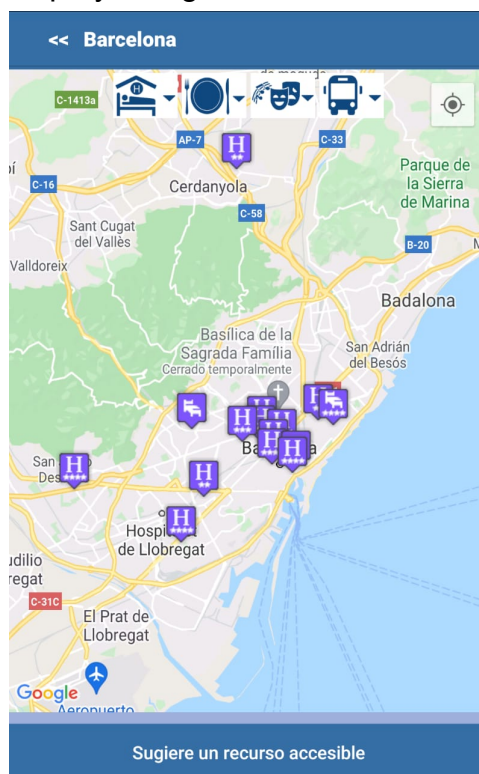 << Barcelona
C-1413a
AP-7
C-33
H
Cerdanyola
Parque de
la Sierra
de Marina
C-16
C-58
Sant Cugat
del Vallès
B-20
Valldoreix
Badalona
Basílica de la
Sagrada Família
Cerrado temporalmente
San Adrián
del Besós
H
H
H
H
H
H
San
H
H
H
Hospi
de Llobregat
C-31C
El Prat de
Llobregat
Google
Aeropuerto
Sugiere un recurso accesible